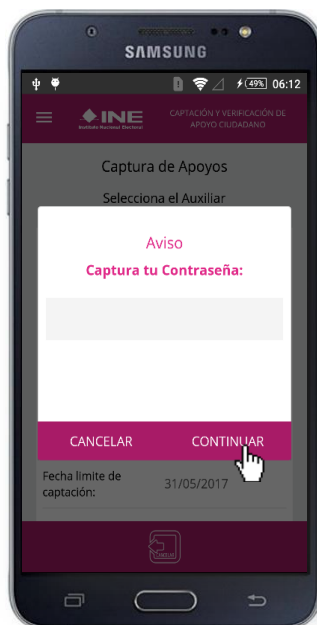 SAMSUNG
49% 06:12
INE
Instituto Nacional Electoral
CAPTACIÓN Y VERIFICACIÓN DE
APOYO CIUDADANO
Captura de Apoyos
Selecciona el Auxiliar
Aviso
Captura tu Contraseña:
CANCELAR CONTINUAR
Fecha limite de
captación:
31/05/2017